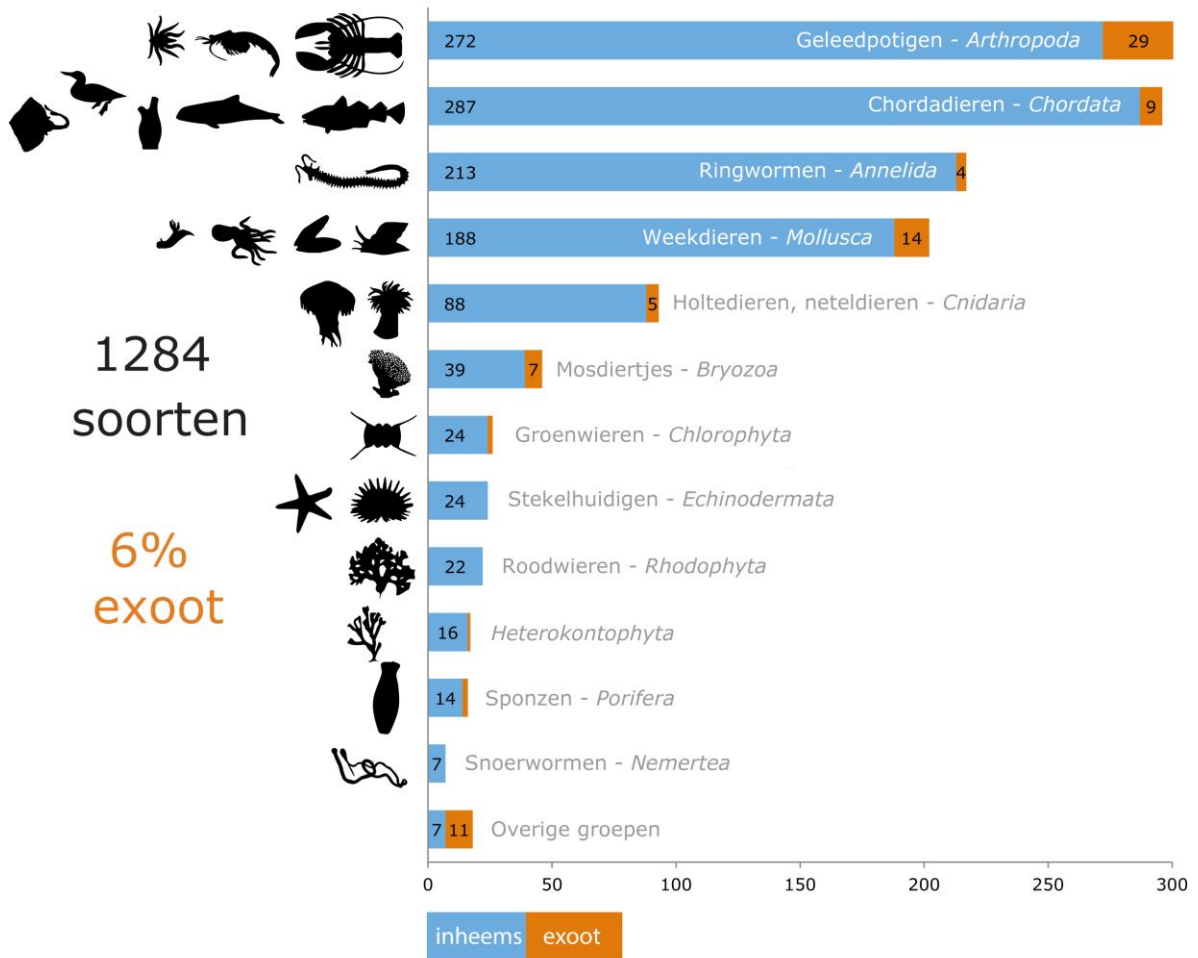 272 Geleedpotigen - Arthropoda 29
287 Chordadieren - Chordata 9
213 Ringwormen - Annelida 4
188 Weekdieren - Mollusca 14
88 5 Holtedieren, neteldieren - Cnidaria
1284
soorten
39 7 Mosdiertjes - Bryozoa
24 Groenwieren - Chlorophyta
24 Stekelhuidigen - Echinodermata
6%
exoot
22 Roodwieren - Rhodophyta
16 Heterokontophyta
14 Sponzen - Porifera
7 Snoerwormen - Nemertea
7 11 Overige groepen
0 50 100 150 200 250 300
inheems exoot